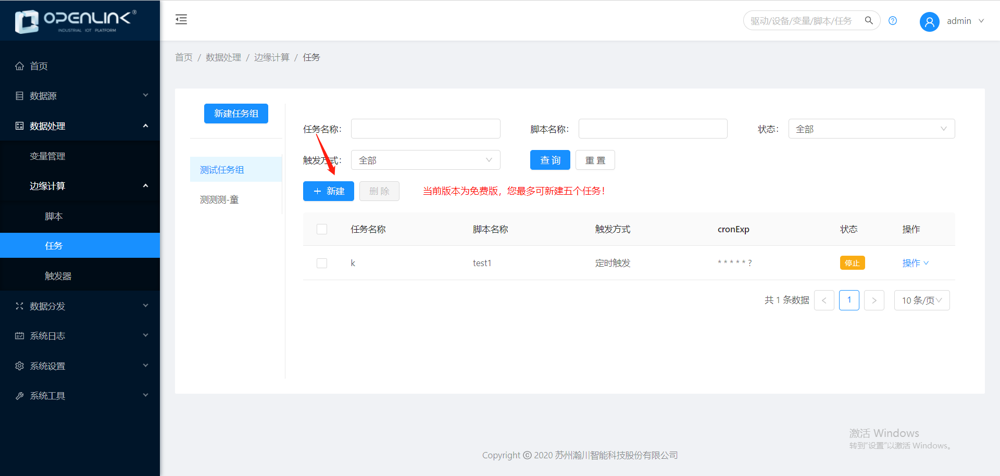 OPENLINK®
INDUSTRIAL IOT PLATFORM
驱动/设备/变量/脚本/任务
admin
首页
数据源
数据处理
变量管理
边缘计算
脚本
任务
触发器
数据分发
系统日志
系统设置
系统工具
首页 / 数据处理 / 边缘计算 / 任务
新建任务组
测试任务组
测测测-童
任务名称：
脚本名称：
状态： 全部
触发方式： 全部
查 询 重 置
+ 新建 删 除 当前版本为免费版，您最多可新建五个任务！
任务名称 脚本名称 触发方式 cronExp 状态 操作
k test1 定时触发 * * * * * ? 停止 操作
共 1 条数据 < 1 > 10 条/页
激活 Windows
转到"设置"以激活 Windows。
Copyright © 2020 苏州瀚川智能科技股份有限公司